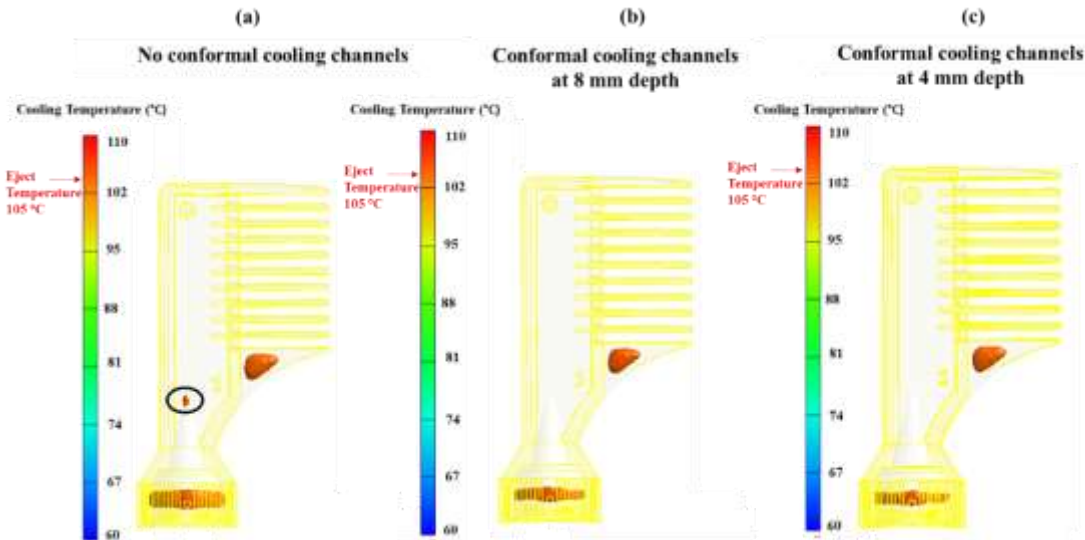 (a)
No conformal cooling channels
Cooling Temperature (°C)
110
Eject
Temperature
105 °C
102
95
88
81
74
67
60
(b)
Conformal cooling channels
at 8 mm depth
Cooling Temperature (°C)
110
Eject
Temperature
105 °C
102
95
88
81
74
67
60
(c)
Conformal cooling channels
at 4 mm depth
Cooling Temperature (°C)
110
Eject
Temperature
105 °C
102
95
88
81
74
67
60